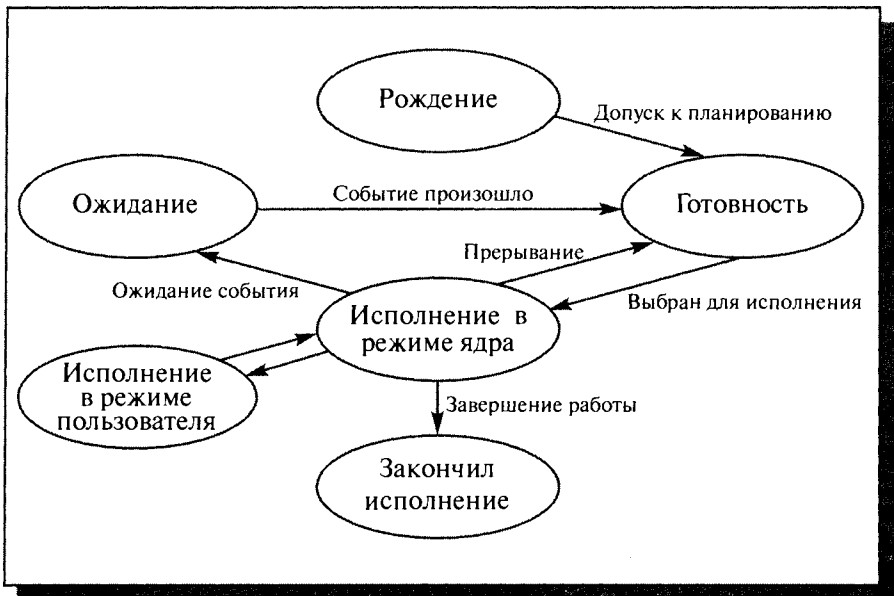 Рождение
Допуск к планированию
Ожидание
Событие произошло
Готовность
Прерывание
Ожидание события
Выбран для исполнения
Исполнение в
режиме ядра
Исполнение
в режиме
пользователя
Завершение работы
Закончил
исполнение